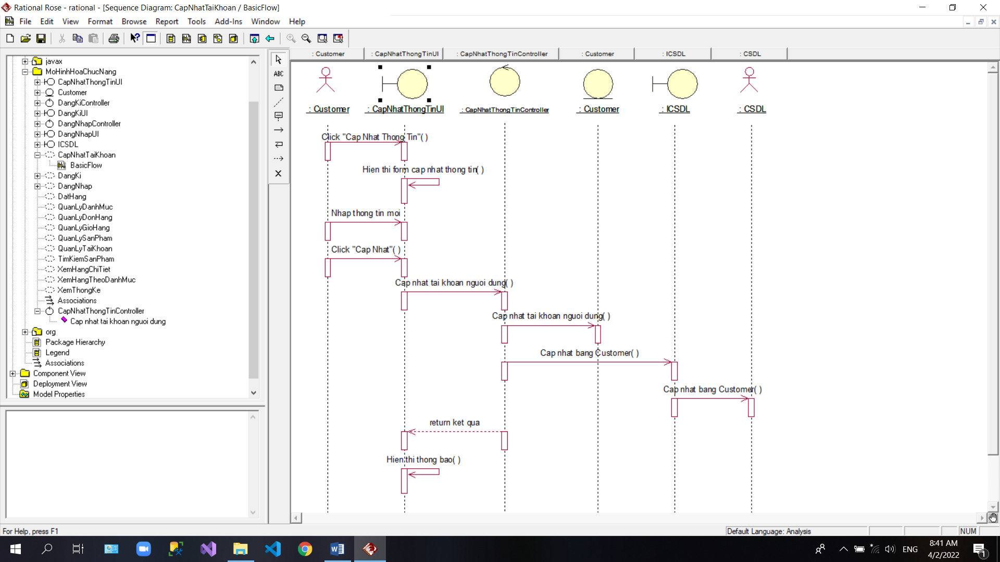 Rational Rose - rational - [Sequence Diagram: CapNhatTaiKhoan / BasicFlow]
File Edit View Format Browse Report Tools Add-Ins Window Help
javax
MoHinhHoaChucNang
CapNhatThongTinUI
Customer
DangKiController
DangKiUI
DangNhapController
DangNhapUI
ICSDL
CapNhatTaiKhoan
BasicFlow
DangKi
DangNhap
DatHang
QuanLyDanhMuc
QuanLyDonHang
QuanLyGioHang
QuanLySanPham
QuanLyTaiKhoan
TimKiemSanPham
XemHangChiTiet
XemHangTheoDanhMuc
XemThongKe
Associations
CapNhatThongTinController
Cap nhat tai khoan nguoi dung
org
Package Hierarchy
Legend
Associations
Component View
Deployment View
Model Properties
ABC
: Customer : CapNhatThongTinUI : CapNhatThongTinController : Customer : ICSDL : CSDL
: Customer : CapNhatThongTinUI : CapNhatThongTinController : Customer : ICSDL : CSDL
Click "Cap Nhat Thong Tin"( )
Hien thi form cap nhat thong tin( )
Nhap thong tin moi
Click "Cap Nhat"( )
Cap nhat tai khoan nguoi dung( )
Cap nhat tai khoan nguoi dung( )
Cap nhat bang Customer( )
Cap nhat bang Customer( )
return ket qua
Hien thi thong bao( )
For Help, press F1
Default Language: Analysis
NUM
ENG
8:41 AM
4/2/2022
1